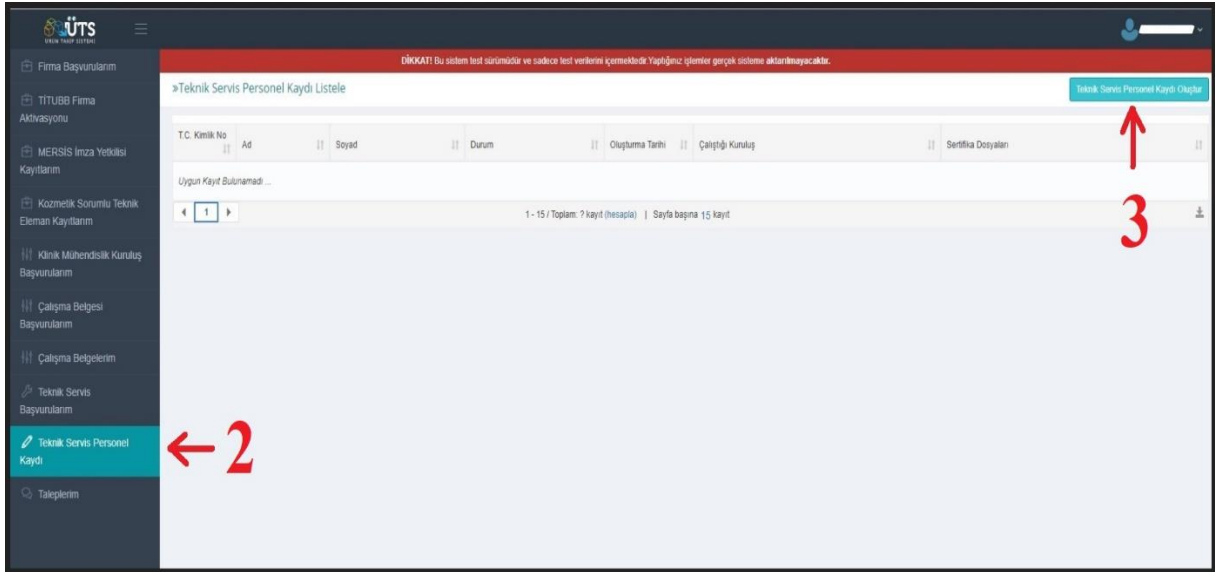 ÜTS
ÜRÜN TAKİP SİSTEMİ
DİKKAT! Bu sistem test sürümüdür ve sadece test verilerini içermektedir.Yaptığınız işlemler gerçek sisteme aktarılmayacaktır.
Firma Başvurularım
TİTUBB Firma
Aktivasyonu
MERSİS İmza Yetkilisi
Kayıtlarım
Kozmetik Sorumlu Teknik
Eleman Kayıtlarım
Klinik Mühendislik Kuruluş
Başvurularım
Çalışma Belgesi
Başvurularım
Çalışma Belgelerim
Teknik Servis
Başvurularım
Teknik Servis Personel
Kaydı
Taleplerim
»Teknik Servis Personel Kaydı Listele
Teknik Servis Personel Kaydı Oluştur
T.C. Kimlik No Ad Soyad Durum Oluşturma Tarihi Çalıştığı Kuruluş Sertifika Dosyaları
Uygun Kayıt Bulunamadı ...
1
1 - 15 / Toplam: ? kayıt (hesapla) | Sayfa başına 15 kayıt
2
3